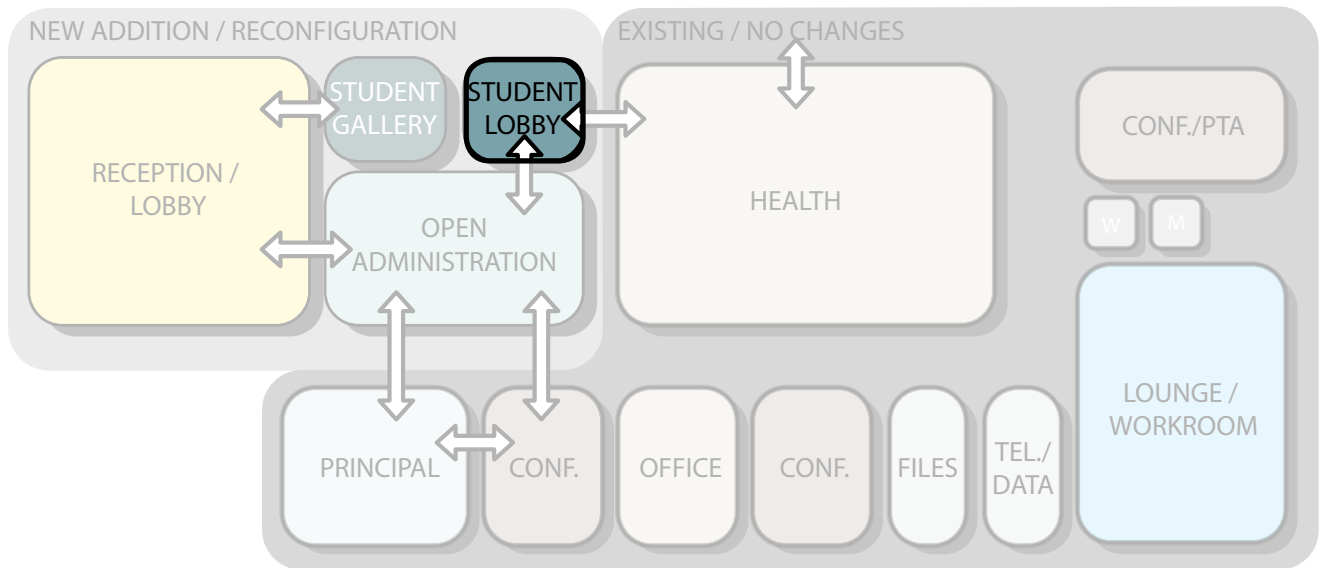 NEW ADDITION / RECONFIGURATION
EXISTING / NO CHANGES
STUDENT
GALLERY
STUDENT
LOBBY
RECEPTION /
LOBBY
OPEN
ADMINISTRATION
HEALTH
CONF./PTA
W
M
LOUNGE /
WORKROOM
PRINCIPAL
CONF.
OFFICE
CONF.
FILES
TEL./
DATA